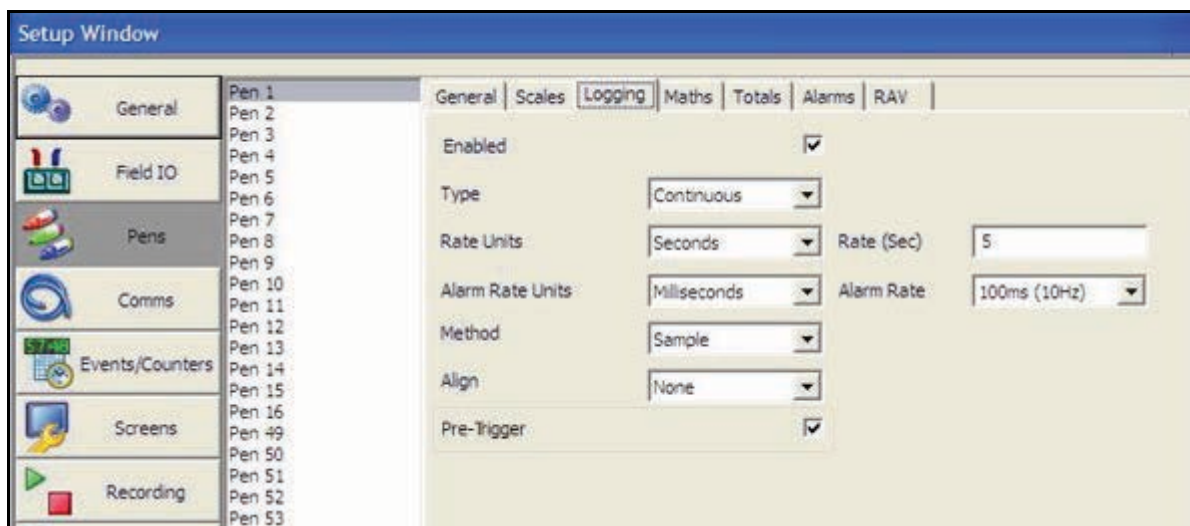 Setup Window
General
Field IO
Pens
Comms
Events/Counters
Screens
Recording
Pen 1
Pen 2
Pen 3
Pen 4
Pen 5
Pen 6
Pen 7
Pen 8
Pen 9
Pen 10
Pen 11
Pen 12
Pen 13
Pen 14
Pen 15
Pen 16
Pen 49
Pen 50
Pen 51
Pen 52
Pen 53
General Scales Logging Maths Totals Alarms RAV
Enabled
Type Continuous
Rate Units Seconds Rate (Sec) 5
Alarm Rate Units Milliseconds Alarm Rate 100ms (10Hz)
Method Sample
Align None
Pre-Trigger